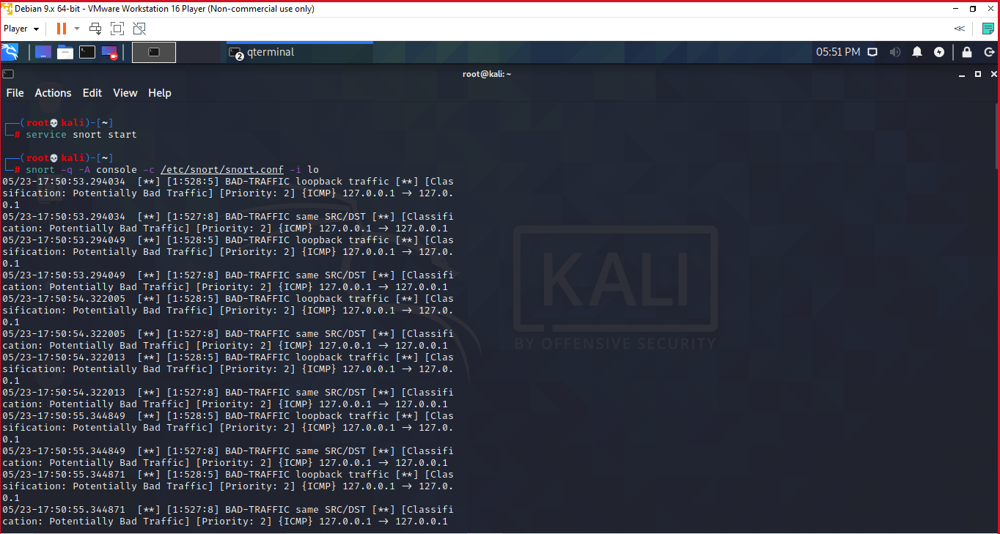 Debian 9.x 64-bit - VMware Workstation 16 Player (Non-commercial use only)
Player
2 qterminal 05:51 PM
root@kali: ~
File Actions Edit View Help
┌──(root💀kali)-[~]
└─# service snort start
┌──(root💀kali)-[~]
└─# snort -q -A console -c /etc/snort/snort.conf -i lo
05/23-17:50:53.294034  [**] [1:528:5] BAD-TRAFFIC loopback traffic [**] [Clas
sification: Potentially Bad Traffic] [Priority: 2] {ICMP} 127.0.0.1 -> 127.0.
0.1
05/23-17:50:53.294034  [**] [1:527:8] BAD-TRAFFIC same SRC/DST [**] [Classifi
cation: Potentially Bad Traffic] [Priority: 2] {ICMP} 127.0.0.1 -> 127.0.0.1
05/23-17:50:53.294049  [**] [1:528:5] BAD-TRAFFIC loopback traffic [**] [Clas
sification: Potentially Bad Traffic] [Priority: 2] {ICMP} 127.0.0.1 -> 127.0.
0.1
05/23-17:50:53.294049  [**] [1:527:8] BAD-TRAFFIC same SRC/DST [**] [Classifi
cation: Potentially Bad Traffic] [Priority: 2] {ICMP} 127.0.0.1 -> 127.0.0.1
05/23-17:50:54.322005  [**] [1:528:5] BAD-TRAFFIC loopback traffic [**] [Clas
sification: Potentially Bad Traffic] [Priority: 2] {ICMP} 127.0.0.1 -> 127.0.
0.1
05/23-17:50:54.322005  [**] [1:527:8] BAD-TRAFFIC same SRC/DST [**] [Classifi
cation: Potentially Bad Traffic] [Priority: 2] {ICMP} 127.0.0.1 -> 127.0.0.1
05/23-17:50:54.322013  [**] [1:528:5] BAD-TRAFFIC loopback traffic [**] [Clas
sification: Potentially Bad Traffic] [Priority: 2] {ICMP} 127.0.0.1 -> 127.0.
0.1
05/23-17:50:54.322013  [**] [1:527:8] BAD-TRAFFIC same SRC/DST [**] [Classifi
cation: Potentially Bad Traffic] [Priority: 2] {ICMP} 127.0.0.1 -> 127.0.0.1
05/23-17:50:55.344849  [**] [1:528:5] BAD-TRAFFIC loopback traffic [**] [Clas
sification: Potentially Bad Traffic] [Priority: 2] {ICMP} 127.0.0.1 -> 127.0.
0.1
05/23-17:50:55.344849  [**] [1:527:8] BAD-TRAFFIC same SRC/DST [**] [Classifi
cation: Potentially Bad Traffic] [Priority: 2] {ICMP} 127.0.0.1 -> 127.0.0.1
05/23-17:50:55.344871  [**] [1:528:5] BAD-TRAFFIC loopback traffic [**] [Clas
sification: Potentially Bad Traffic] [Priority: 2] {ICMP} 127.0.0.1 -> 127.0.
0.1
05/23-17:50:55.344871  [**] [1:527:8] BAD-TRAFFIC same SRC/DST [**] [Classifi
cation: Potentially Bad Traffic] [Priority: 2] {ICMP} 127.0.0.1 -> 127.0.0.1
KALI
BY OFFENSIVE SECURITY